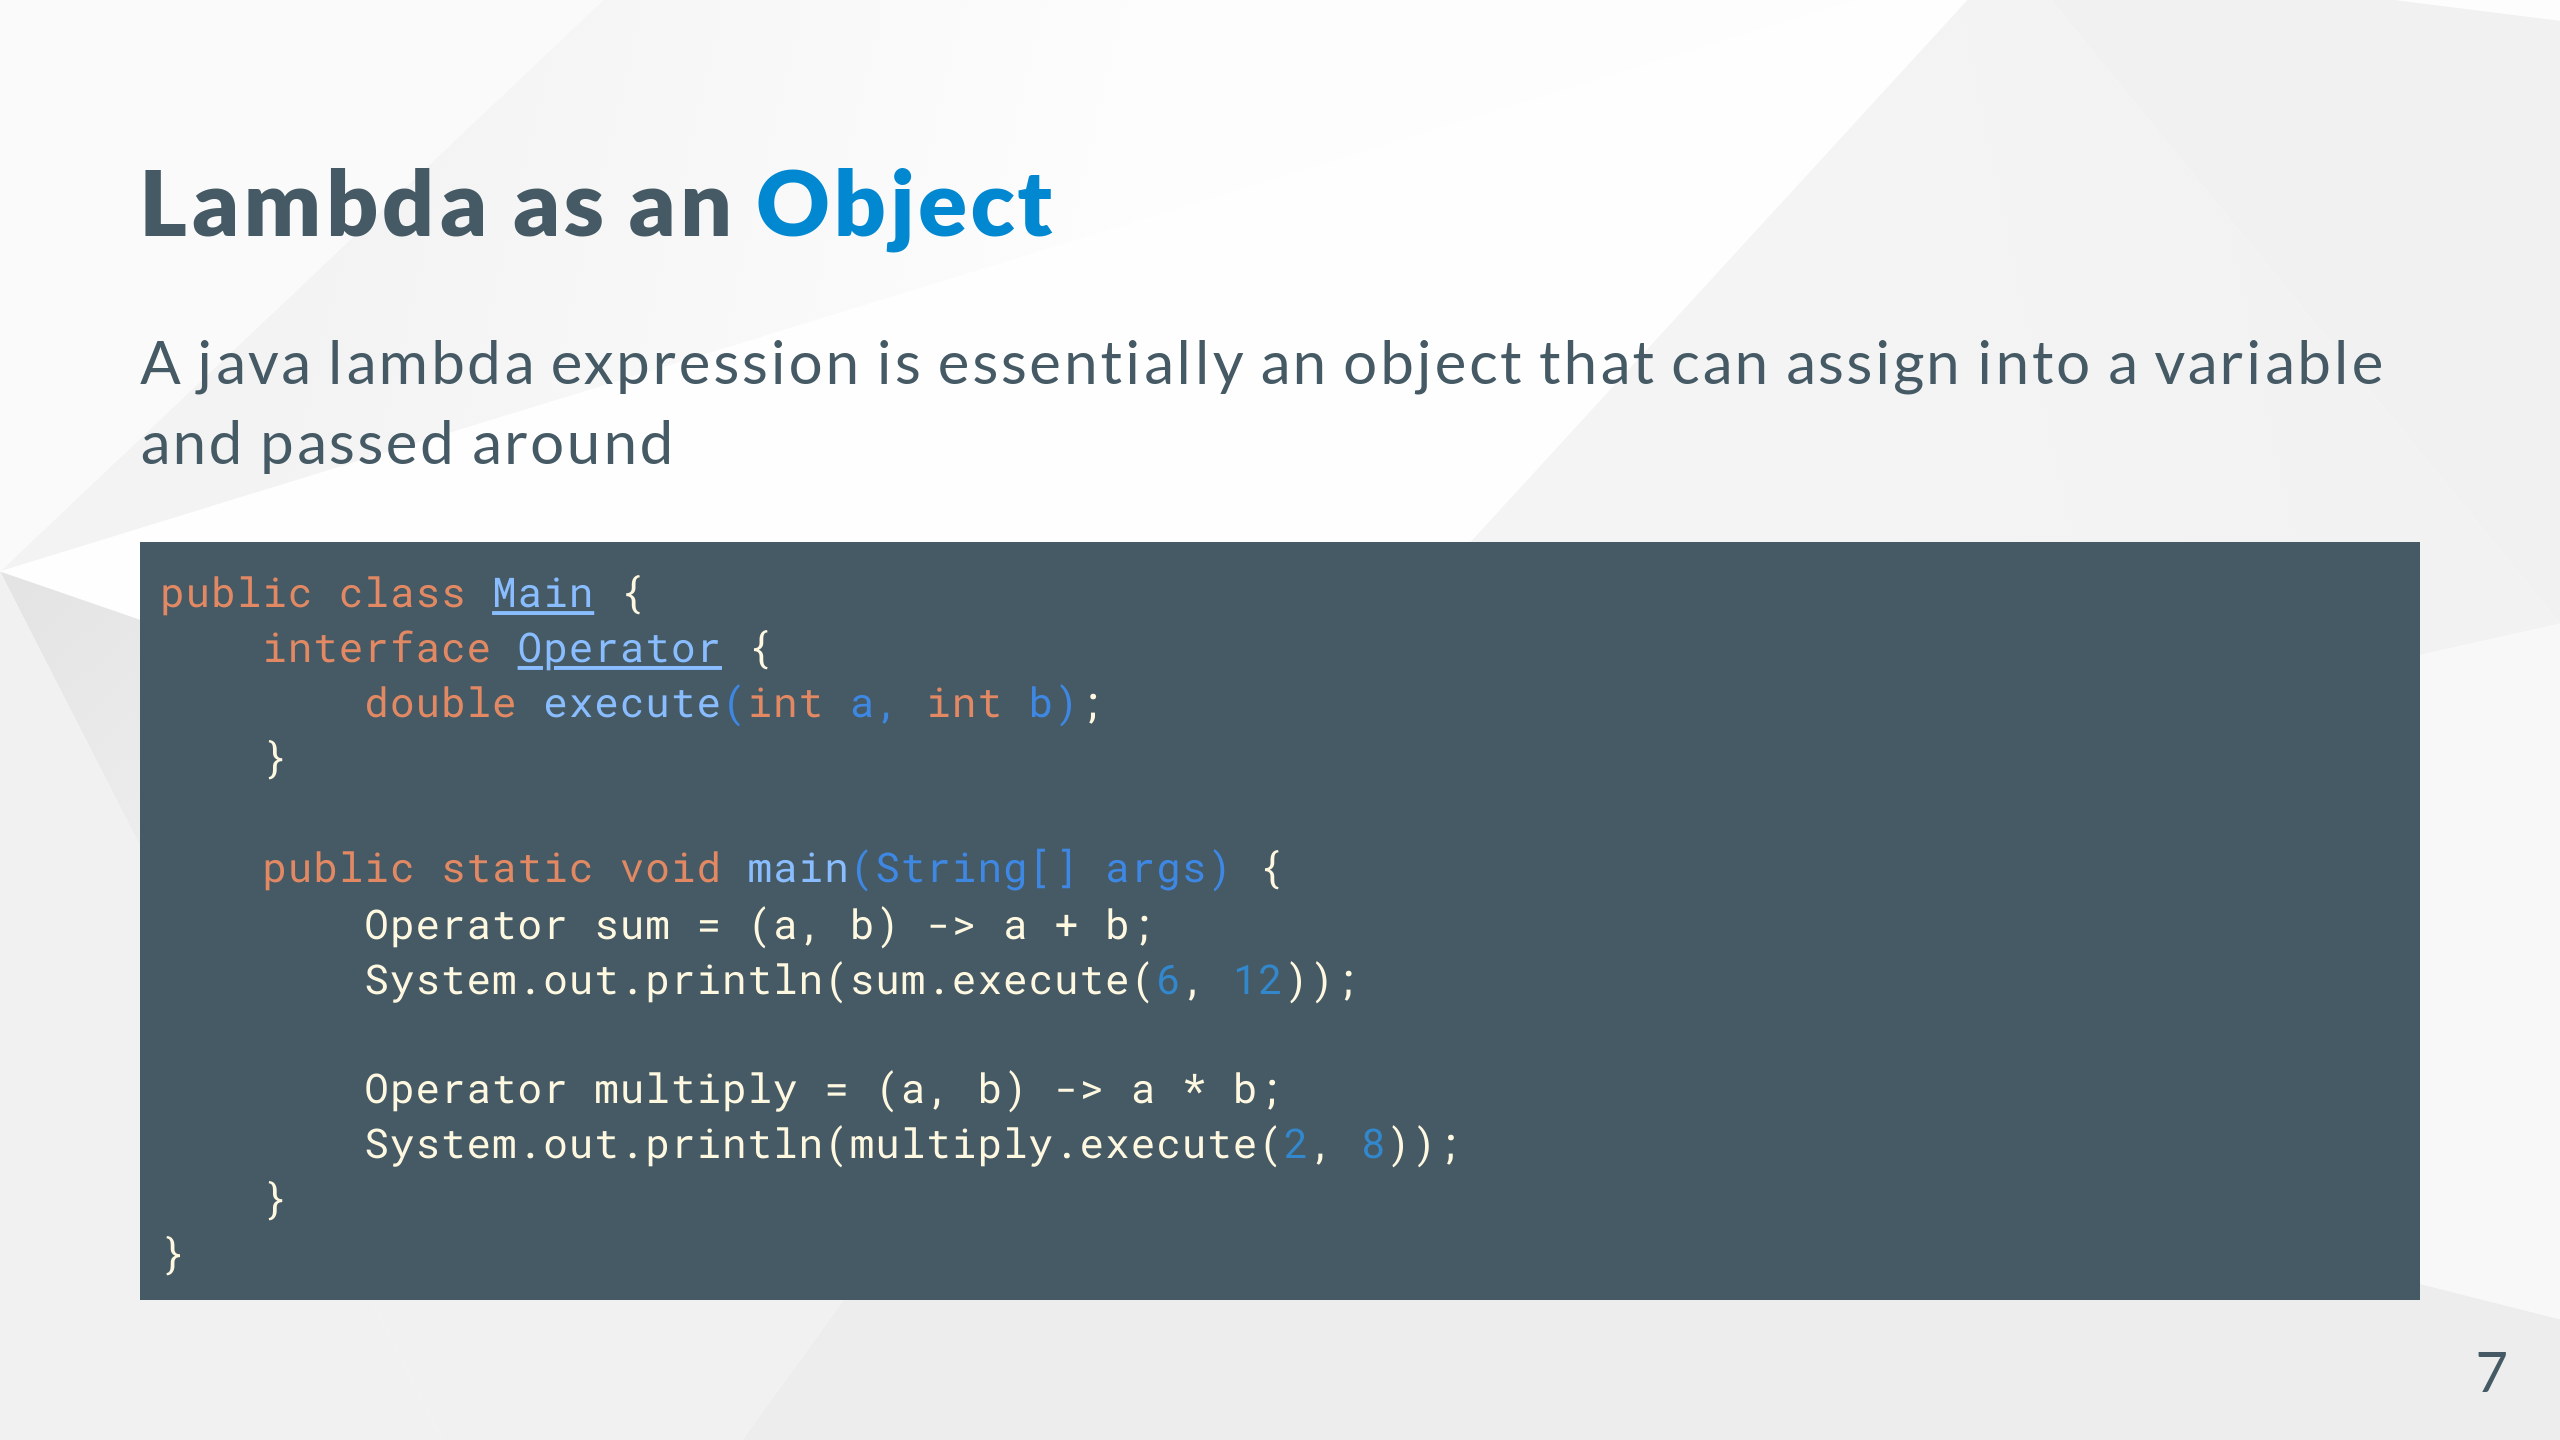 Lambda as an Object
A java lambda expression is essentially an object that can assign into a variable
and passed around
public class Main {
    interface Operator {
        double execute(int a, int b);
    }

    public static void main(String[] args) {
        Operator sum = (a, b) -> a + b;
        System.out.println(sum.execute(6, 12));

        Operator multiply = (a, b) -> a * b;
        System.out.println(multiply.execute(2, 8));
    }
}
7